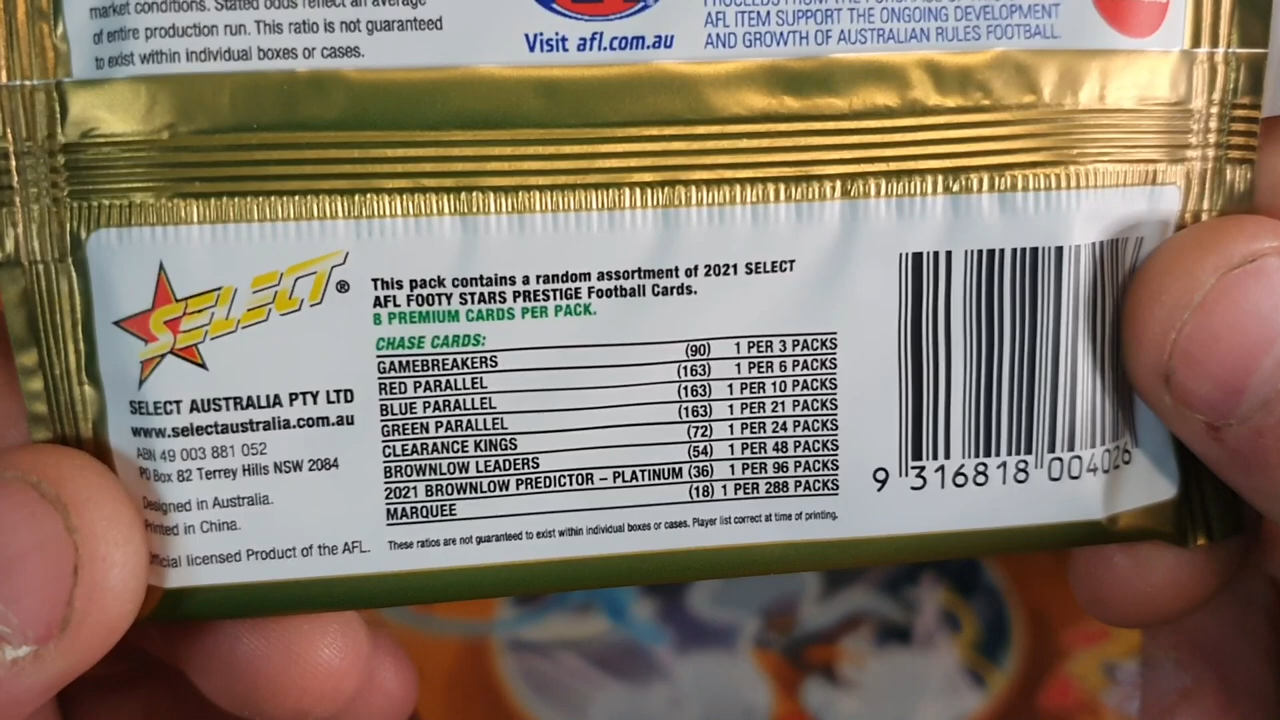 market conditions. Stated odds reflect an average
of entire production run. This ratio is not guaranteed
to exist within individual boxes or cases.
Visit afl.com.au
AFL ITEM SUPPORT THE ONGOING DEVELOPMENT
AND GROWTH OF AUSTRALIAN RULES FOOTBALL.
SELECT®
SELECT AUSTRALIA PTY LTD
www.selectaustralia.com.au
ABN 49 003 881 052
PO Box 82 Terrey Hills NSW 2084
Designed in Australia.
Printed in China.
Official licensed Product of the AFL.
This pack contains a random assortment of 2021 SELECT
AFL FOOTY STARS PRESTIGE Football Cards.
8 PREMIUM CARDS PER PACK.
CHASE CARDS:
GAMEBREAKERS (90) 1 PER 3 PACKS
RED PARALLEL (163) 1 PER 6 PACKS
BLUE PARALLEL (163) 1 PER 10 PACKS
GREEN PARALLEL (163) 1 PER 21 PACKS
CLEARANCE KINGS (72) 1 PER 24 PACKS
BROWNLOW LEADERS (54) 1 PER 48 PACKS
2021 BROWNLOW PREDICTOR – PLATINUM (36) 1 PER 96 PACKS
MARQUEE (18) 1 PER 288 PACKS
These ratios are not guaranteed to exist within individual boxes or cases. Player list correct at time of printing.
9 316818 004026